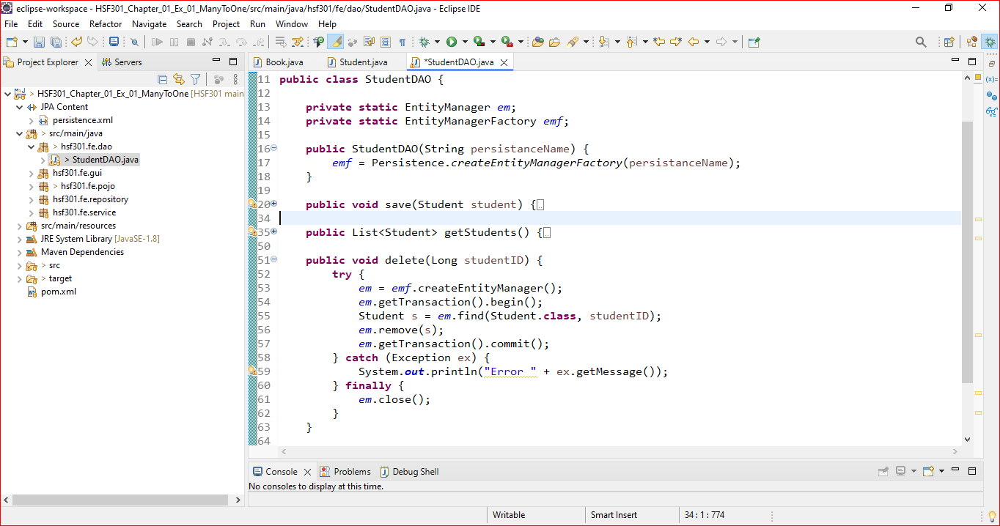 eclipse-workspace - HSF301_Chapter_01_Ex_01_ManyToOne/src/main/java/hsf301/fe/dao/StudentDAO.java - Eclipse IDE
File Edit Source Refactor Navigate Search Project Run Window Help
Project Explorer Servers
HSF301_Chapter_01_Ex_01_ManyToOne [HSF301 main
JPA Content
persistence.xml
> src/main/java
> hsf301.fe.dao
> StudentDAO.java
hsf301.fe.gui
> hsf301.fe.pojo
hsf301.fe.repository
hsf301.fe.service
src/main/resources
JRE System Library [JavaSE-1.8]
Maven Dependencies
> src
> target
pom.xml
Book.java Student.java *StudentDAO.java
11 public class StudentDAO {
12
13 private static EntityManager em;
14 private static EntityManagerFactory emf;
15
16 public StudentDAO(String persistanceName) {
17 emf = Persistence.createEntityManagerFactory(persistanceName);
18 }
19
20 public void save(Student student) {
34
35 public List<Student> getStudents() {
50
51 public void delete(Long studentID) {
52 try {
53 em = emf.createEntityManager();
54 em.getTransaction().begin();
55 Student s = em.find(Student.class, studentID);
56 em.remove(s);
57 em.getTransaction().commit();
58 } catch (Exception ex) {
59 System.out.println("Error " + ex.getMessage());
60 } finally {
61 em.close();
62 }
63 }
64
Console Problems Debug Shell
No consoles to display at this time.
Writable Smart Insert 34 : 1 : 774